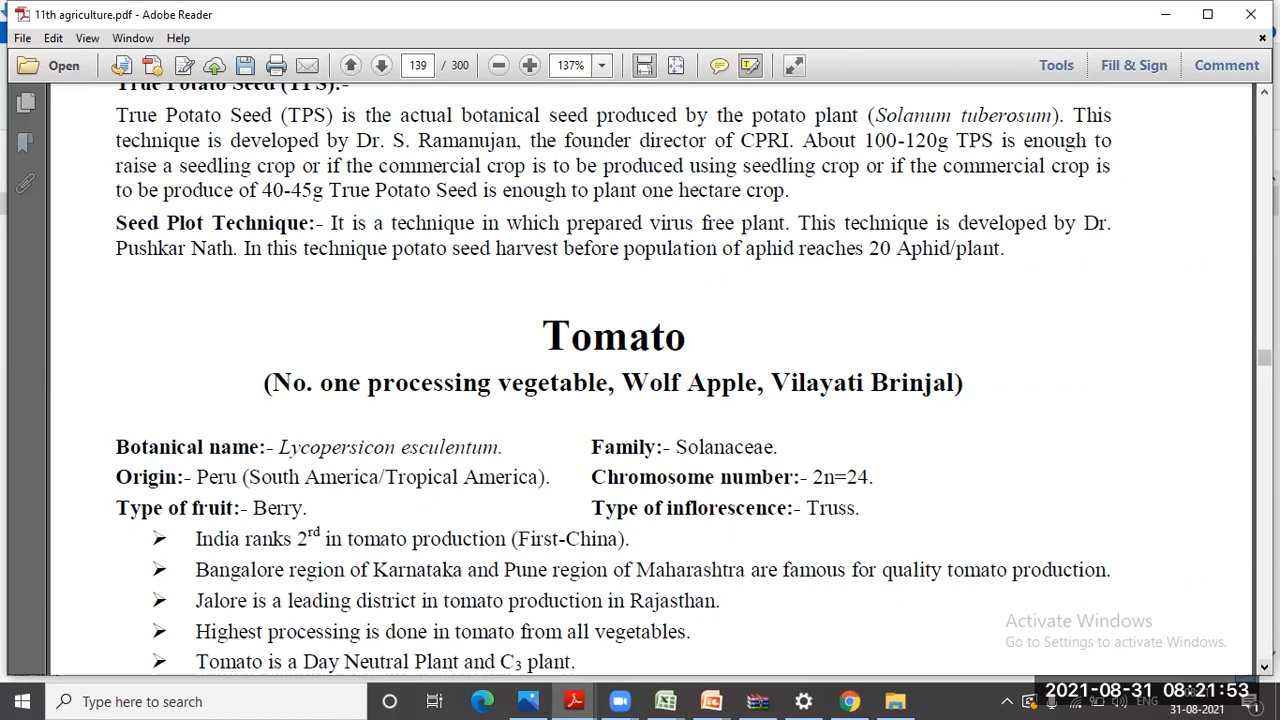 11th agriculture.pdf - Adobe Reader
File Edit View Window Help
Open 139 / 300 137% Tools Fill & Sign Comment
True Potato Seed (TPS):-
True Potato Seed (TPS) is the actual botanical seed produced by the potato plant (Solanum tuberosum). This
technique is developed by Dr. S. Ramanujan, the founder director of CPRI. About 100-120g TPS is enough to
raise a seedling crop or if the commercial crop is to be produced using seedling crop or if the commercial crop is
to be produce of 40-45g True Potato Seed is enough to plant one hectare crop.
Seed Plot Technique:- It is a technique in which prepared virus free plant. This technique is developed by Dr.
Pushkar Nath. In this technique potato seed harvest before population of aphid reaches 20 Aphid/plant.
Tomato
(No. one processing vegetable, Wolf Apple, Vilayati Brinjal)
Botanical name:- Lycopersicon esculentum. Family:- Solanaceae.
Origin:- Peru (South America/Tropical America). Chromosome number:- 2n=24.
Type of fruit:- Berry. Type of inflorescence:- Truss.
➢ India ranks 2rd in tomato production (First-China).
➢ Bangalore region of Karnataka and Pune region of Maharashtra are famous for quality tomato production.
➢ Jalore is a leading district in tomato production in Rajasthan.
➢ Highest processing is done in tomato from all vegetables.
➢ Tomato is a Day Neutral Plant and C3 plant.
Activate Windows
Go to Settings to activate Windows.
Type here to search
2021-08-31 08:21:53
ENG
31-08-2021